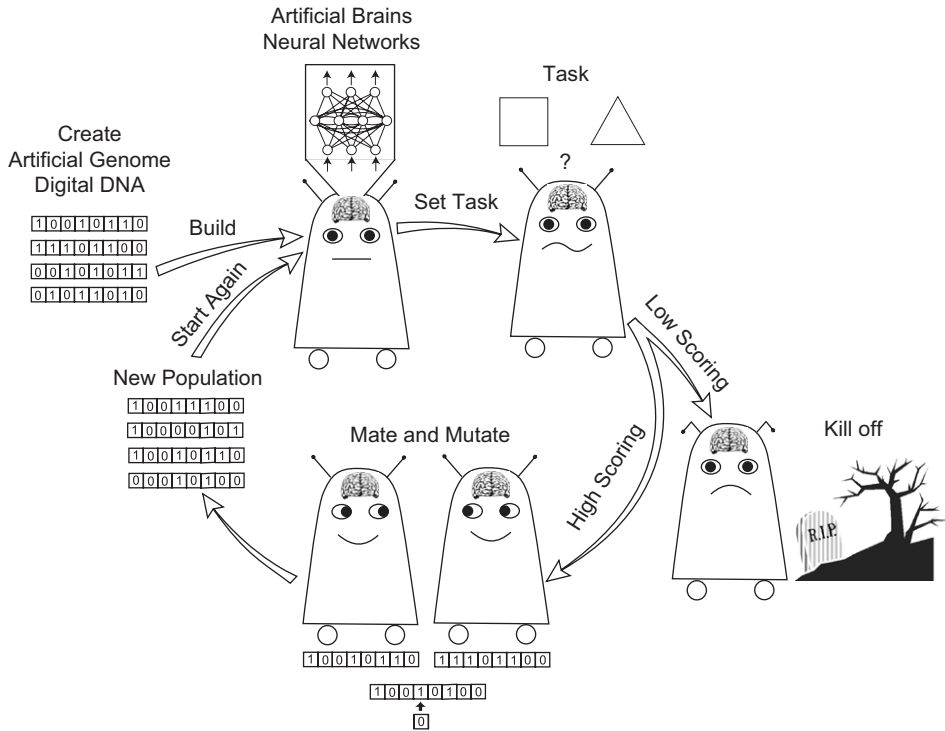 Artificial Brains
Neural Networks
Task
?
Create
Artificial Genome
Digital DNA
1 0 0 1 0 1 1 0
1 1 1 0 1 1 0 0
0 0 1 0 1 0 1 1
0 1 0 1 1 0 1 0
Build
Set Task
Start Again
Low Scoring
High Scoring
Kill off
R.I.P.
New Population
1 0 0 1 1 1 0 0
1 0 0 0 0 1 0 1
1 0 0 1 0 1 1 0
0 0 0 1 0 1 0 0
Mate and Mutate
1 0 0 1 0 1 1 0
1 1 1 0 1 1 0 0
1 0 0 1 0 1 0 0
0